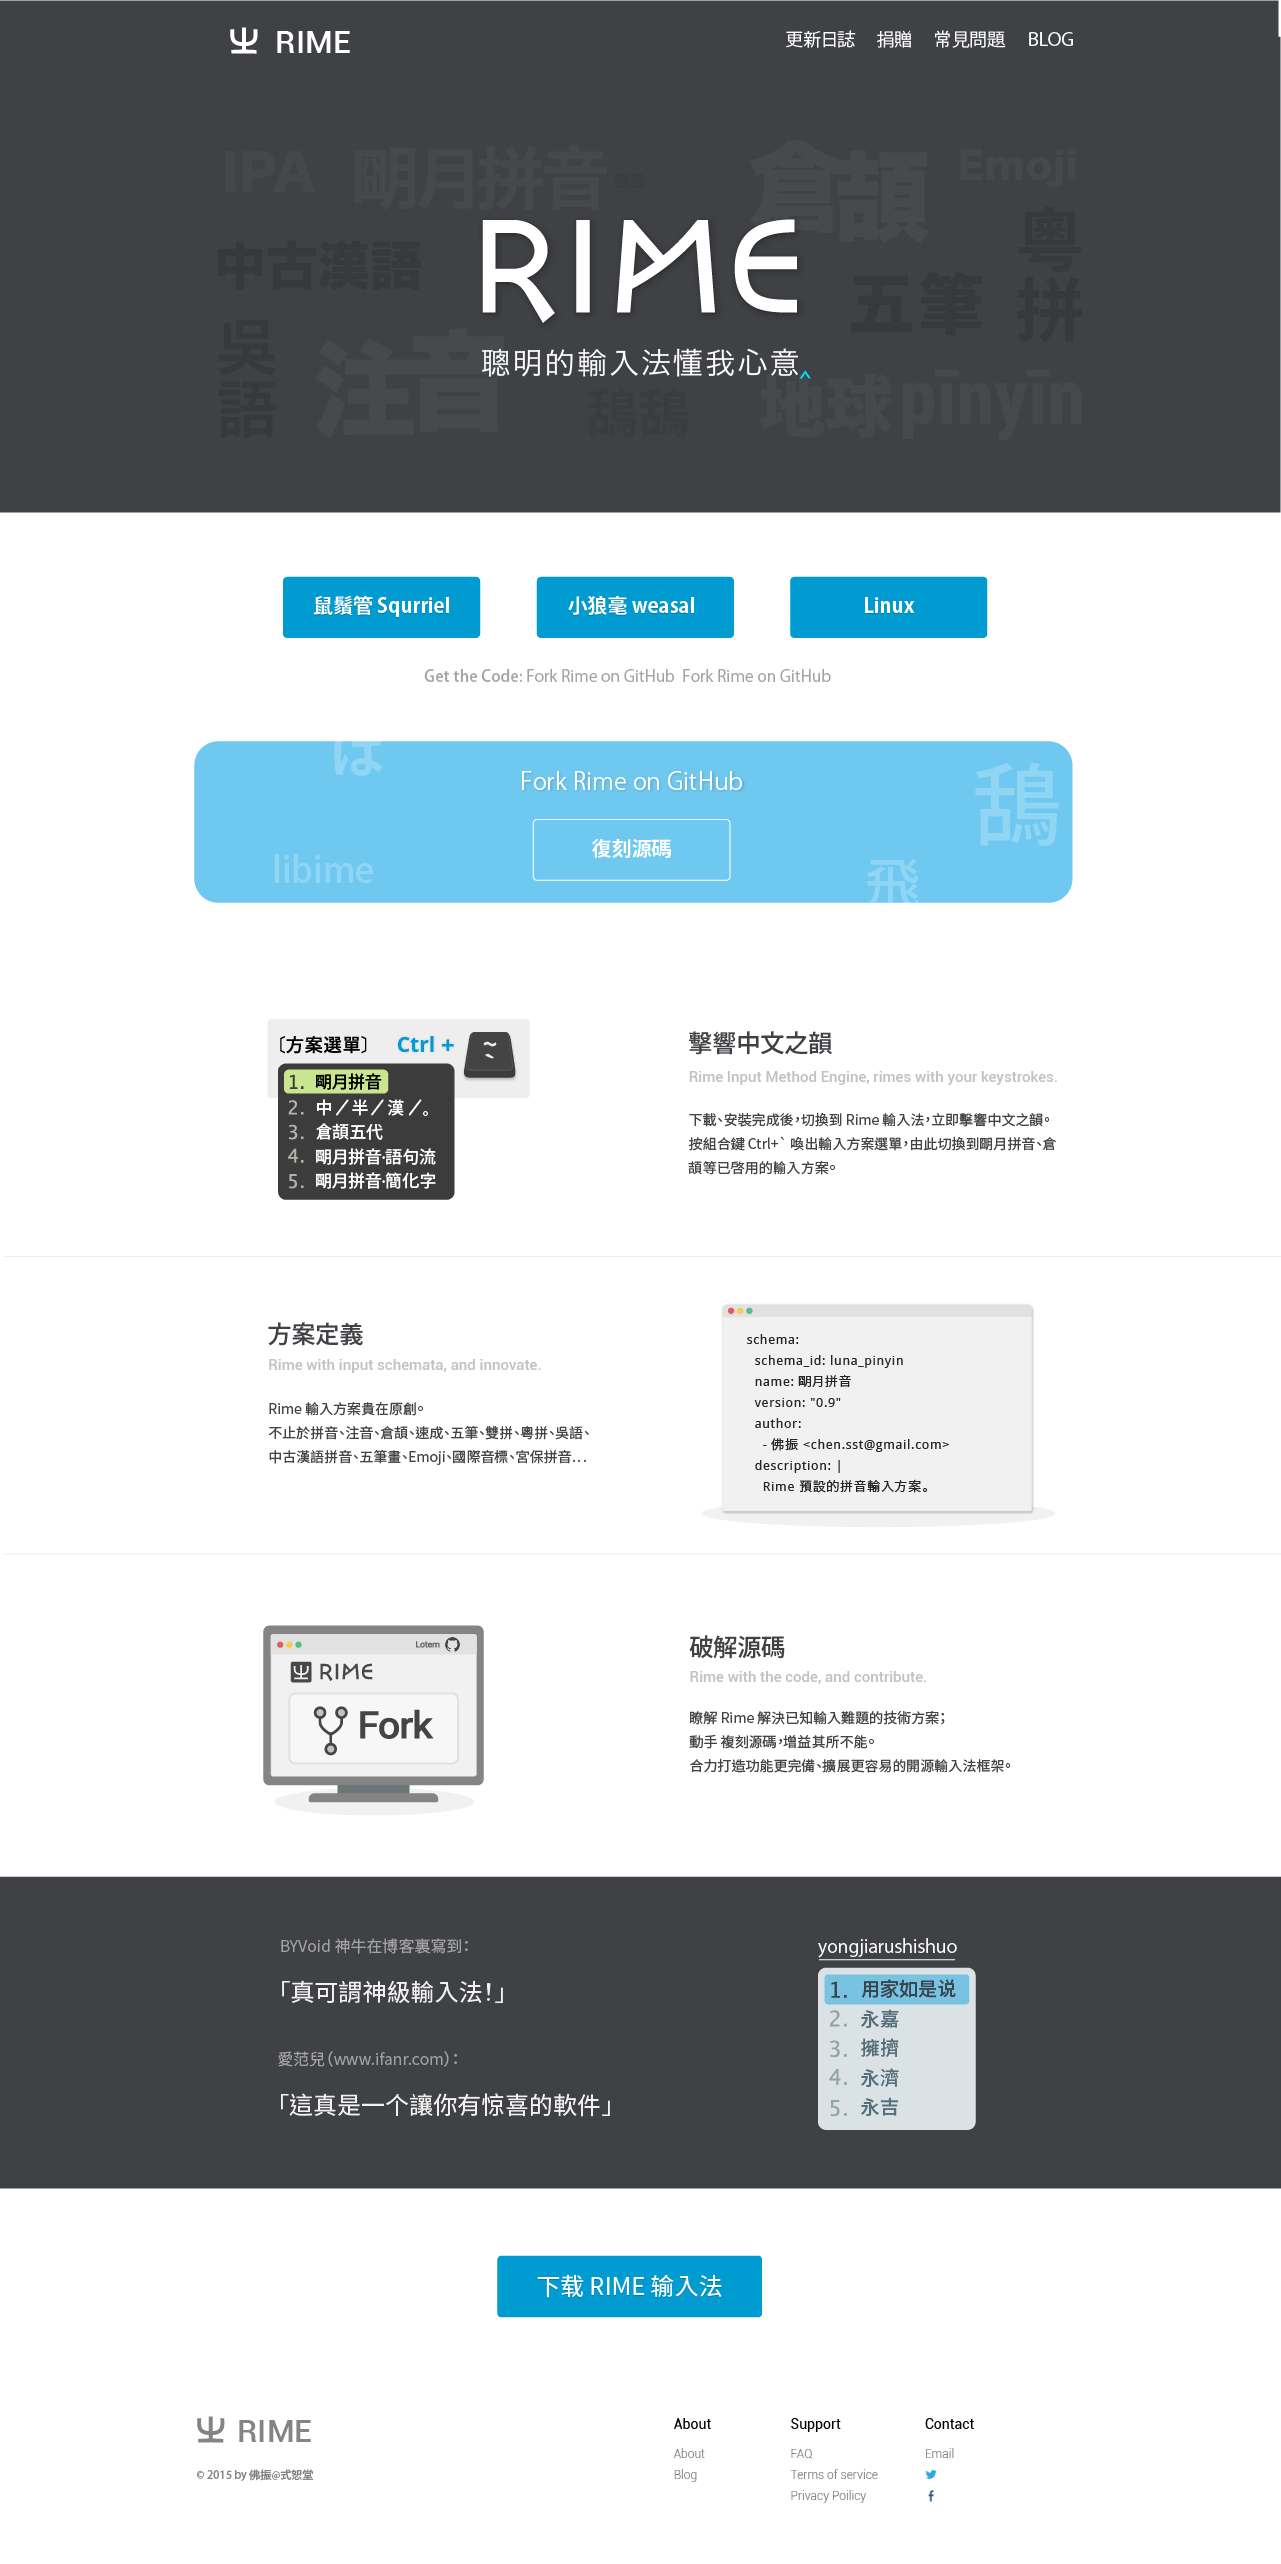 RIME
更新日誌 捐贈 常見問題 BLOG
IPA 朙月拼音 倉頡 Emoji
RIME
中古漢語 五筆 粵拼
聰明的輸入法懂我心意
吳語 注音 鴰鴰 地球 pīnyīn
鼠鬚管 Squrriel 小狼毫 weasal Linux
Get the Code: Fork Rime on GitHub Fork Rime on GitHub
ぼ
Fork Rime on GitHub
鴰
復刻源碼
libime
飛
〔方案選單〕 Ctrl + ~ `
1. 朙月拼音
2. 中／半／漢／。
3. 倉頡五代
4. 朙月拼音·語句流
5. 朙月拼音·簡化字
擊響中文之韻
Rime Input Method Engine, rimes with your keystrokes.
下載、安裝完成後，切換到 Rime 輸入法，立即擊響中文之韻。
按組合鍵 Ctrl+` 喚出輸入方案選單，由此切換到朙月拼音、倉
頡等已啓用的輸入方案。
方案定義
Rime with input schemata, and innovate.
Rime 輸入方案貴在原創。
不止於拼音、注音、倉頡、速成、五筆、雙拼、粵拼、吳語、
中古漢語拼音、五筆畫、Emoji、國際音標、宮保拼音…
schema:
schema_id: luna_pinyin
name: 朙月拼音
version: "0.9"
author:
- 佛振 <chen.sst@gmail.com>
description: |
Rime 預設的拼音輸入方案。
Lotem
RIME
Fork
破解源碼
Rime with the code, and contribute.
瞭解 Rime 解決已知輸入難題的技術方案；
動手 複刻源碼，增益其所不能。
合力打造功能更完備、擴展更容易的開源輸入法框架。
BYVoid 神牛在博客裏寫到：
「真可謂神級輸入法！」
愛范兒（www.ifanr.com）：
「這真是一个讓你有惊喜的軟件」
yongjiarushishuo
1. 用家如是说
2. 永嘉
3. 擁擠
4. 永濟
5. 永吉
下载 RIME 输入法
RIME
© 2015 by 佛振@式恕堂
About
About
Blog
Support
FAQ
Terms of service
Privacy Poilicy
Contact
Email